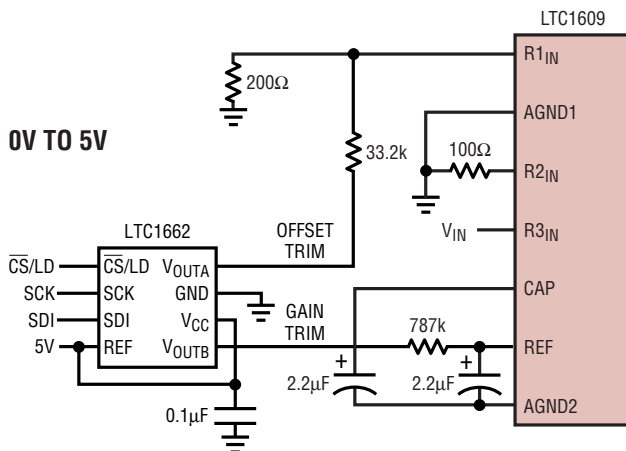 LTC1609
R1IN
200Ω
AGND1
0V TO 5V
33.2k
100Ω
R2IN
LTC1662
OFFSET
TRIM
VIN
R3IN
C̅S̅/LD
C̅S̅/LD
VOUTA
SCK
SCK
GND
CAP
SDI
SDI
VCC
GAIN
TRIM
787k
5V
REF
VOUTB
REF
+
2.2µF
+
2.2µF
0.1µF
AGND2